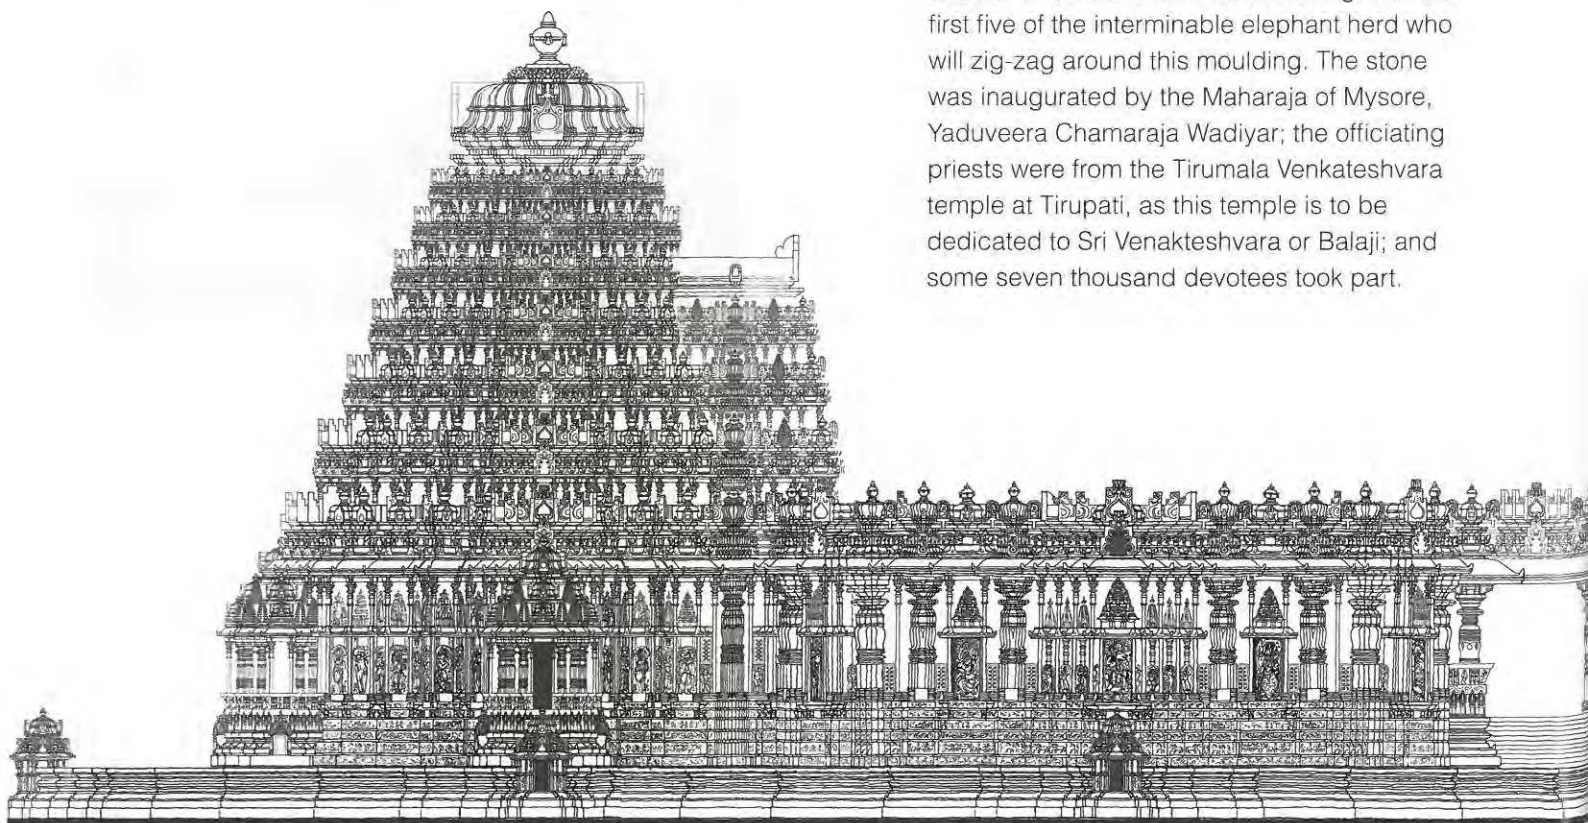 first five of the interminable elephant herd who
will zig-zag around this moulding. The stone
was inaugurated by the Maharaja of Mysore,
Yaduveera Chamaraja Wadiyar; the officiating
priests were from the Tirumala Venkateshvara
temple at Tirupati, as this temple is to be
dedicated to Sri Venakteshvara or Balaji; and
some seven thousand devotees took part.